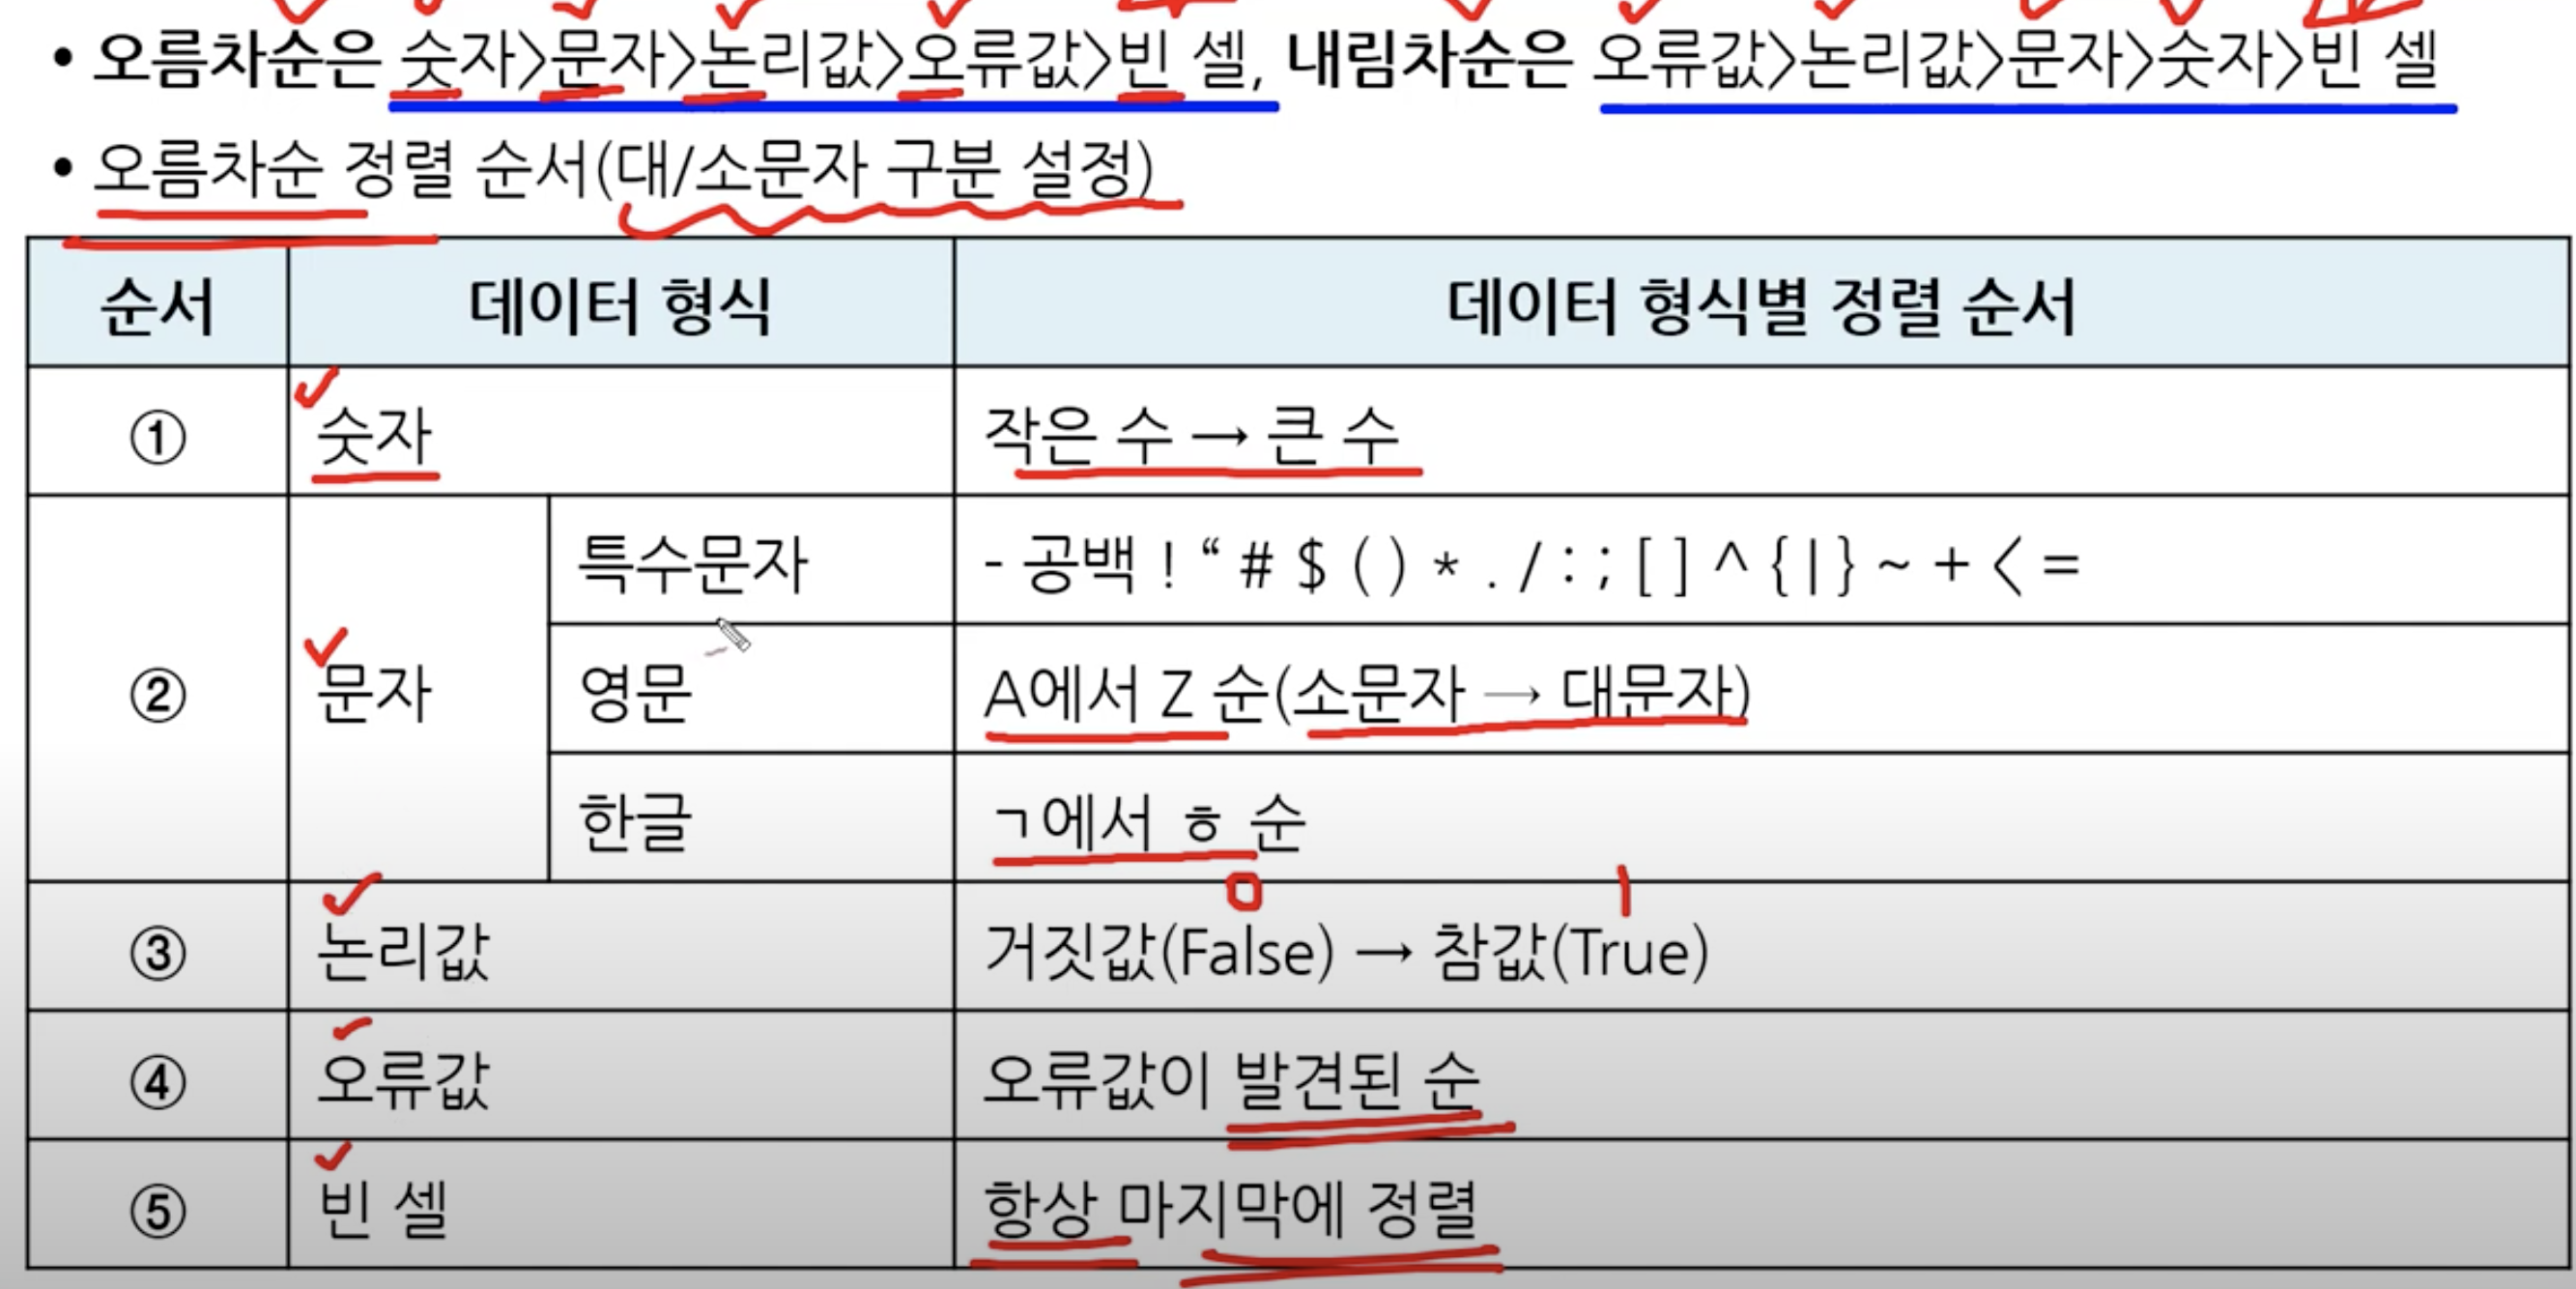 • 오름차순은 숫자>문자>논리값>오류값>빈 셀, 내림차순은 오류값>논리값>문자>숫자>빈 셀
• 오름차순 정렬 순서(대/소문자 구분 설정)
순서 데이터 형식 데이터 형식별 정렬 순서
① 숫자 작은 수 → 큰 수
② 문자 특수문자 - 공백 ! “ # $ ( ) * . / : ; [ ] ^ { | } ~ + < =
영문 A에서 Z 순(소문자 → 대문자)
한글 ㄱ에서 ㅎ 순
0 1
③ 논리값 거짓값(False) → 참값(True)
④ 오류값 오류값이 발견된 순
⑤ 빈 셀 항상 마지막에 정렬